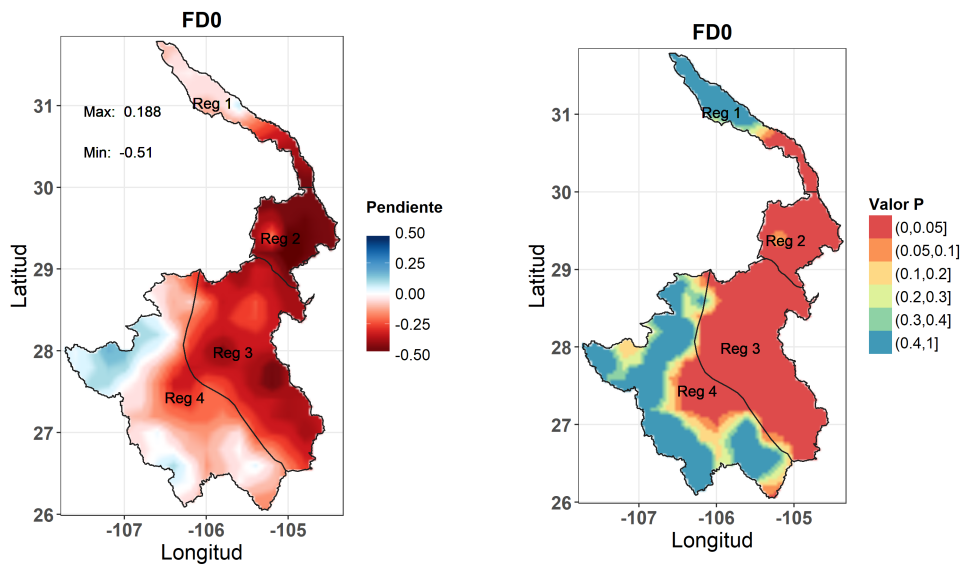 FD0
Max: 0.188
Min: -0.51
Reg 1
Reg 2
Reg 3
Reg 4
31
30
29
28
27
26
Latitud
-107
-106
-105
Longitud
Pendiente
0.50
0.25
0.00
-0.25
-0.50
FD0
Reg 1
Reg 2
Reg 3
Reg 4
31
30
29
28
27
26
Latitud
-107
-106
-105
Longitud
Valor P
(0,0.05]
(0.05,0.1]
(0.1,0.2]
(0.2,0.3]
(0.3,0.4]
(0.4,1]